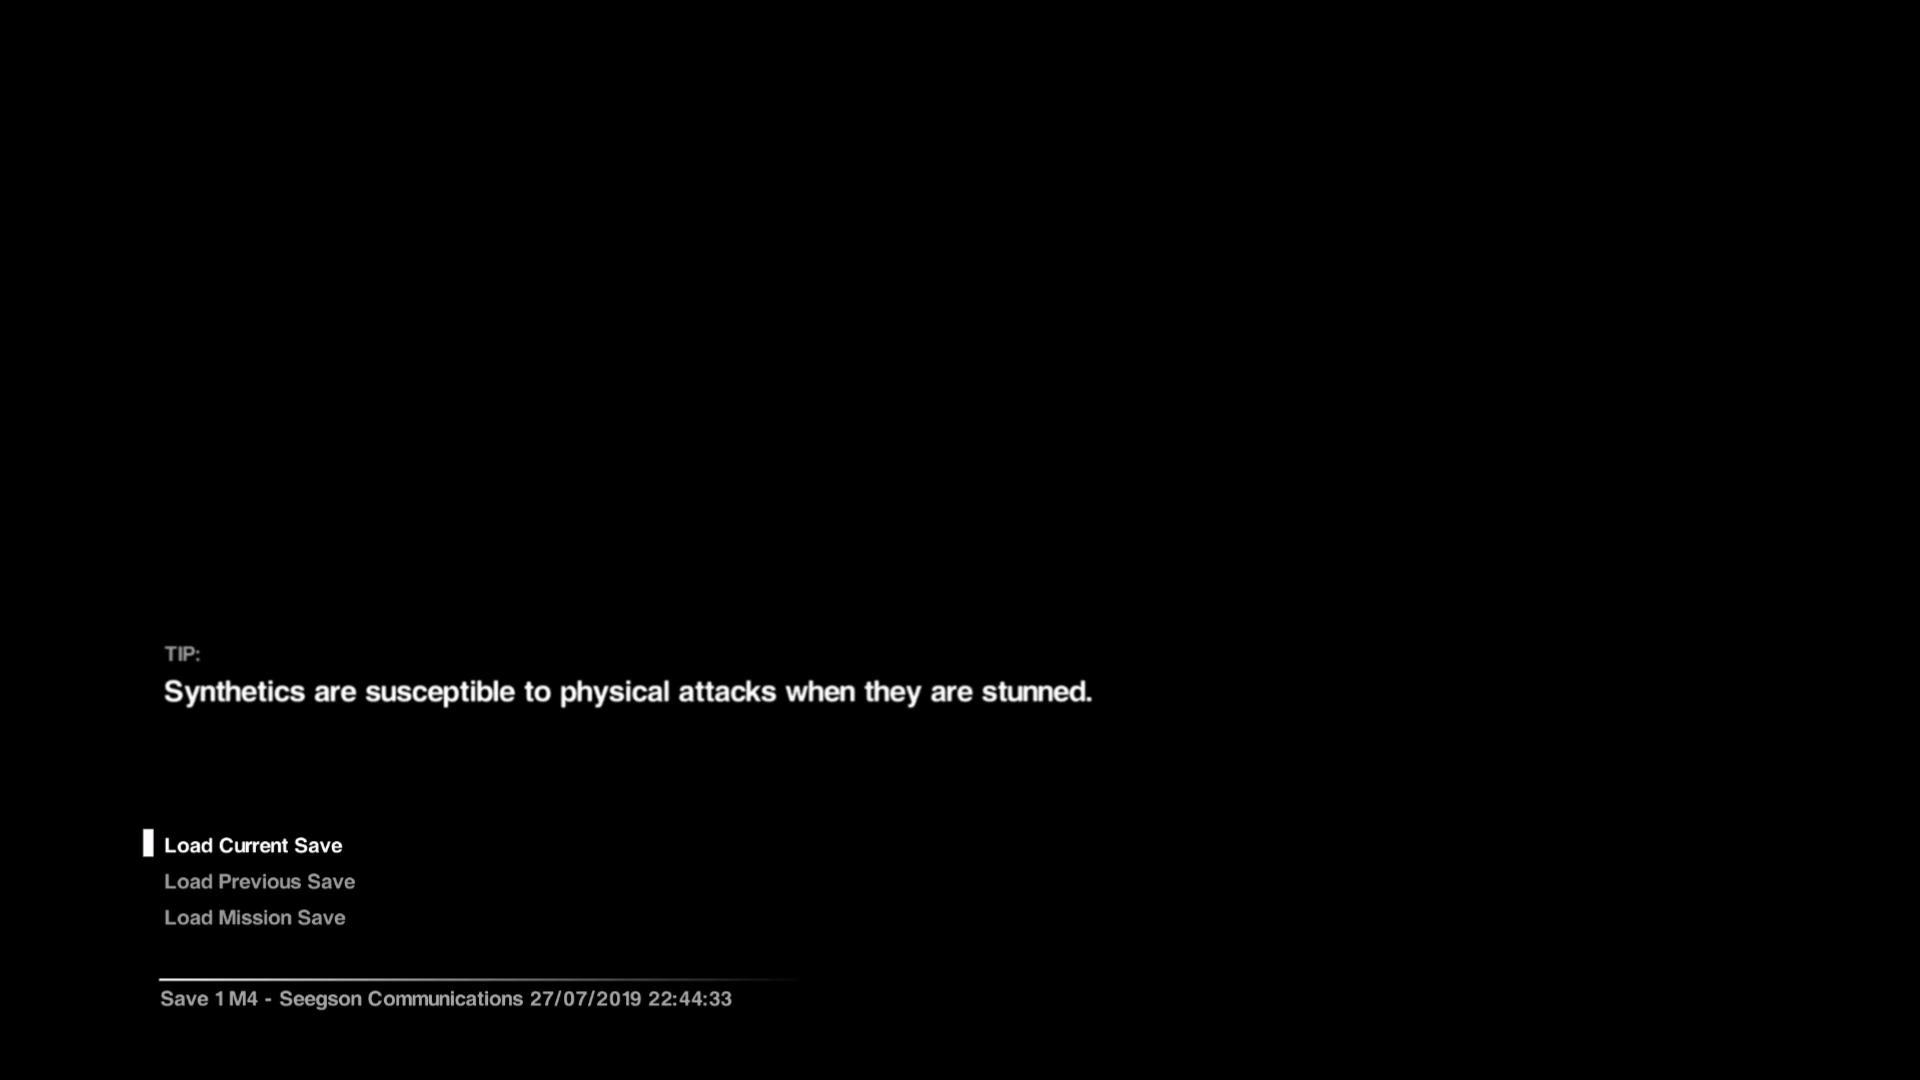 TIP:
Synthetics are susceptible to physical attacks when they are stunned.
Load Current Save
Load Previous Save
Load Mission Save
Save 1 M4 - Seegson Communications 27/07/2019 22:44:33